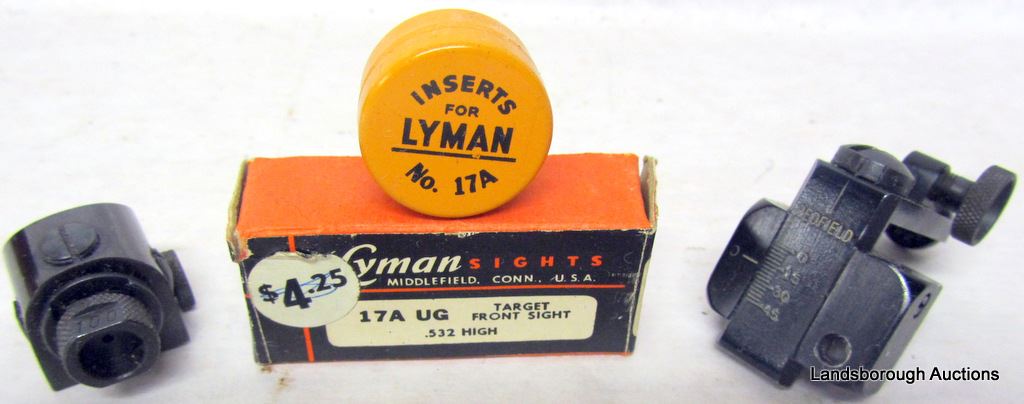 INSERTS
FOR
LYMAN
No. 17A
$4.25
Lyman SIGHTS
MIDDLEFIELD, CONN., U.S.A.
17A UG TARGET
FRONT SIGHT
.532 HIGH
REDFIELD
15
30
45
100
Landsborough Auctions